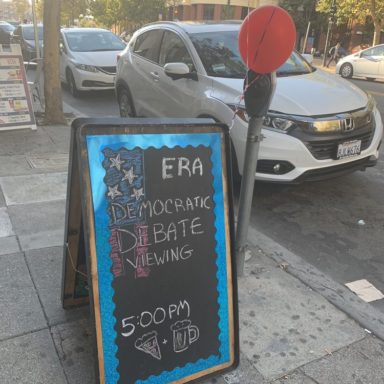 ERA
DEMOCRATIC
DEBATE
VIEWING
5:00PM
+